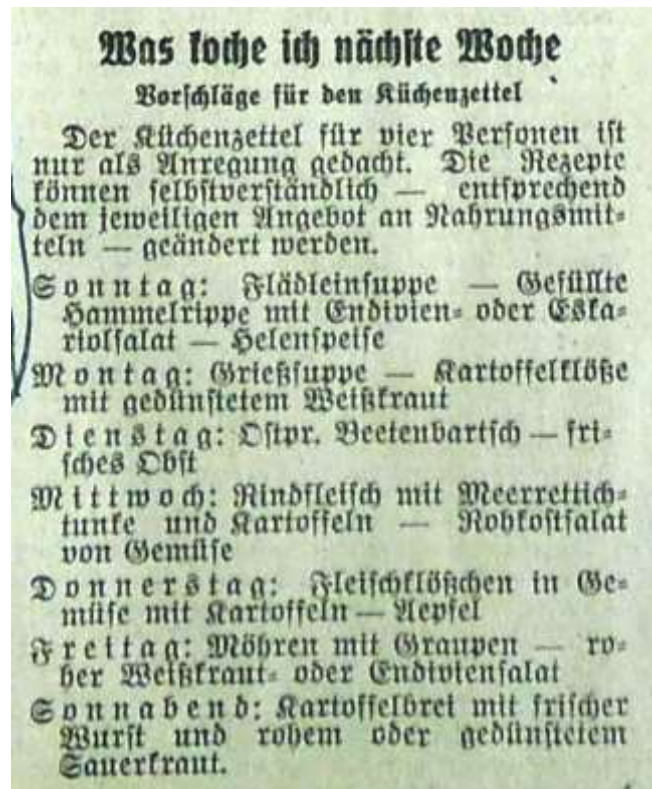 Was koche ich nächste Woche
Vorschläge für den Küchenzettel
Der Küchenzettel für vier Personen ist
nur als Anregung gedacht. Die Rezepte
können selbstverständlich — entsprechend
dem jeweiligen Angebot an Nahrungsmit-
teln — geändert werden.
Sonntag: Flädleinsuppe — Gefüllte
Hammelrippe mit Endivien- oder Eska-
riolsalat — Helenspeise
Montag: Grießsuppe — Kartoffelklöße
mit gedünstetem Weißkraut
Dienstag: Ostpr. Beetenbartsch — fri-
sches Obst
Mittwoch: Rindfleisch mit Meerrettich-
tunke und Kartoffeln — Rohkostsalat
von Gemüse
Donnerstag: Fleischklößchen in Ge-
müse mit Kartoffeln — Aepfel
Freitag: Möhren mit Graupen — ro-
her Weißkraut- oder Endiviensalat
Sonnabend: Kartoffelbrei mit frischer
Wurst und rohem oder gedünstetem
Sauerkraut.